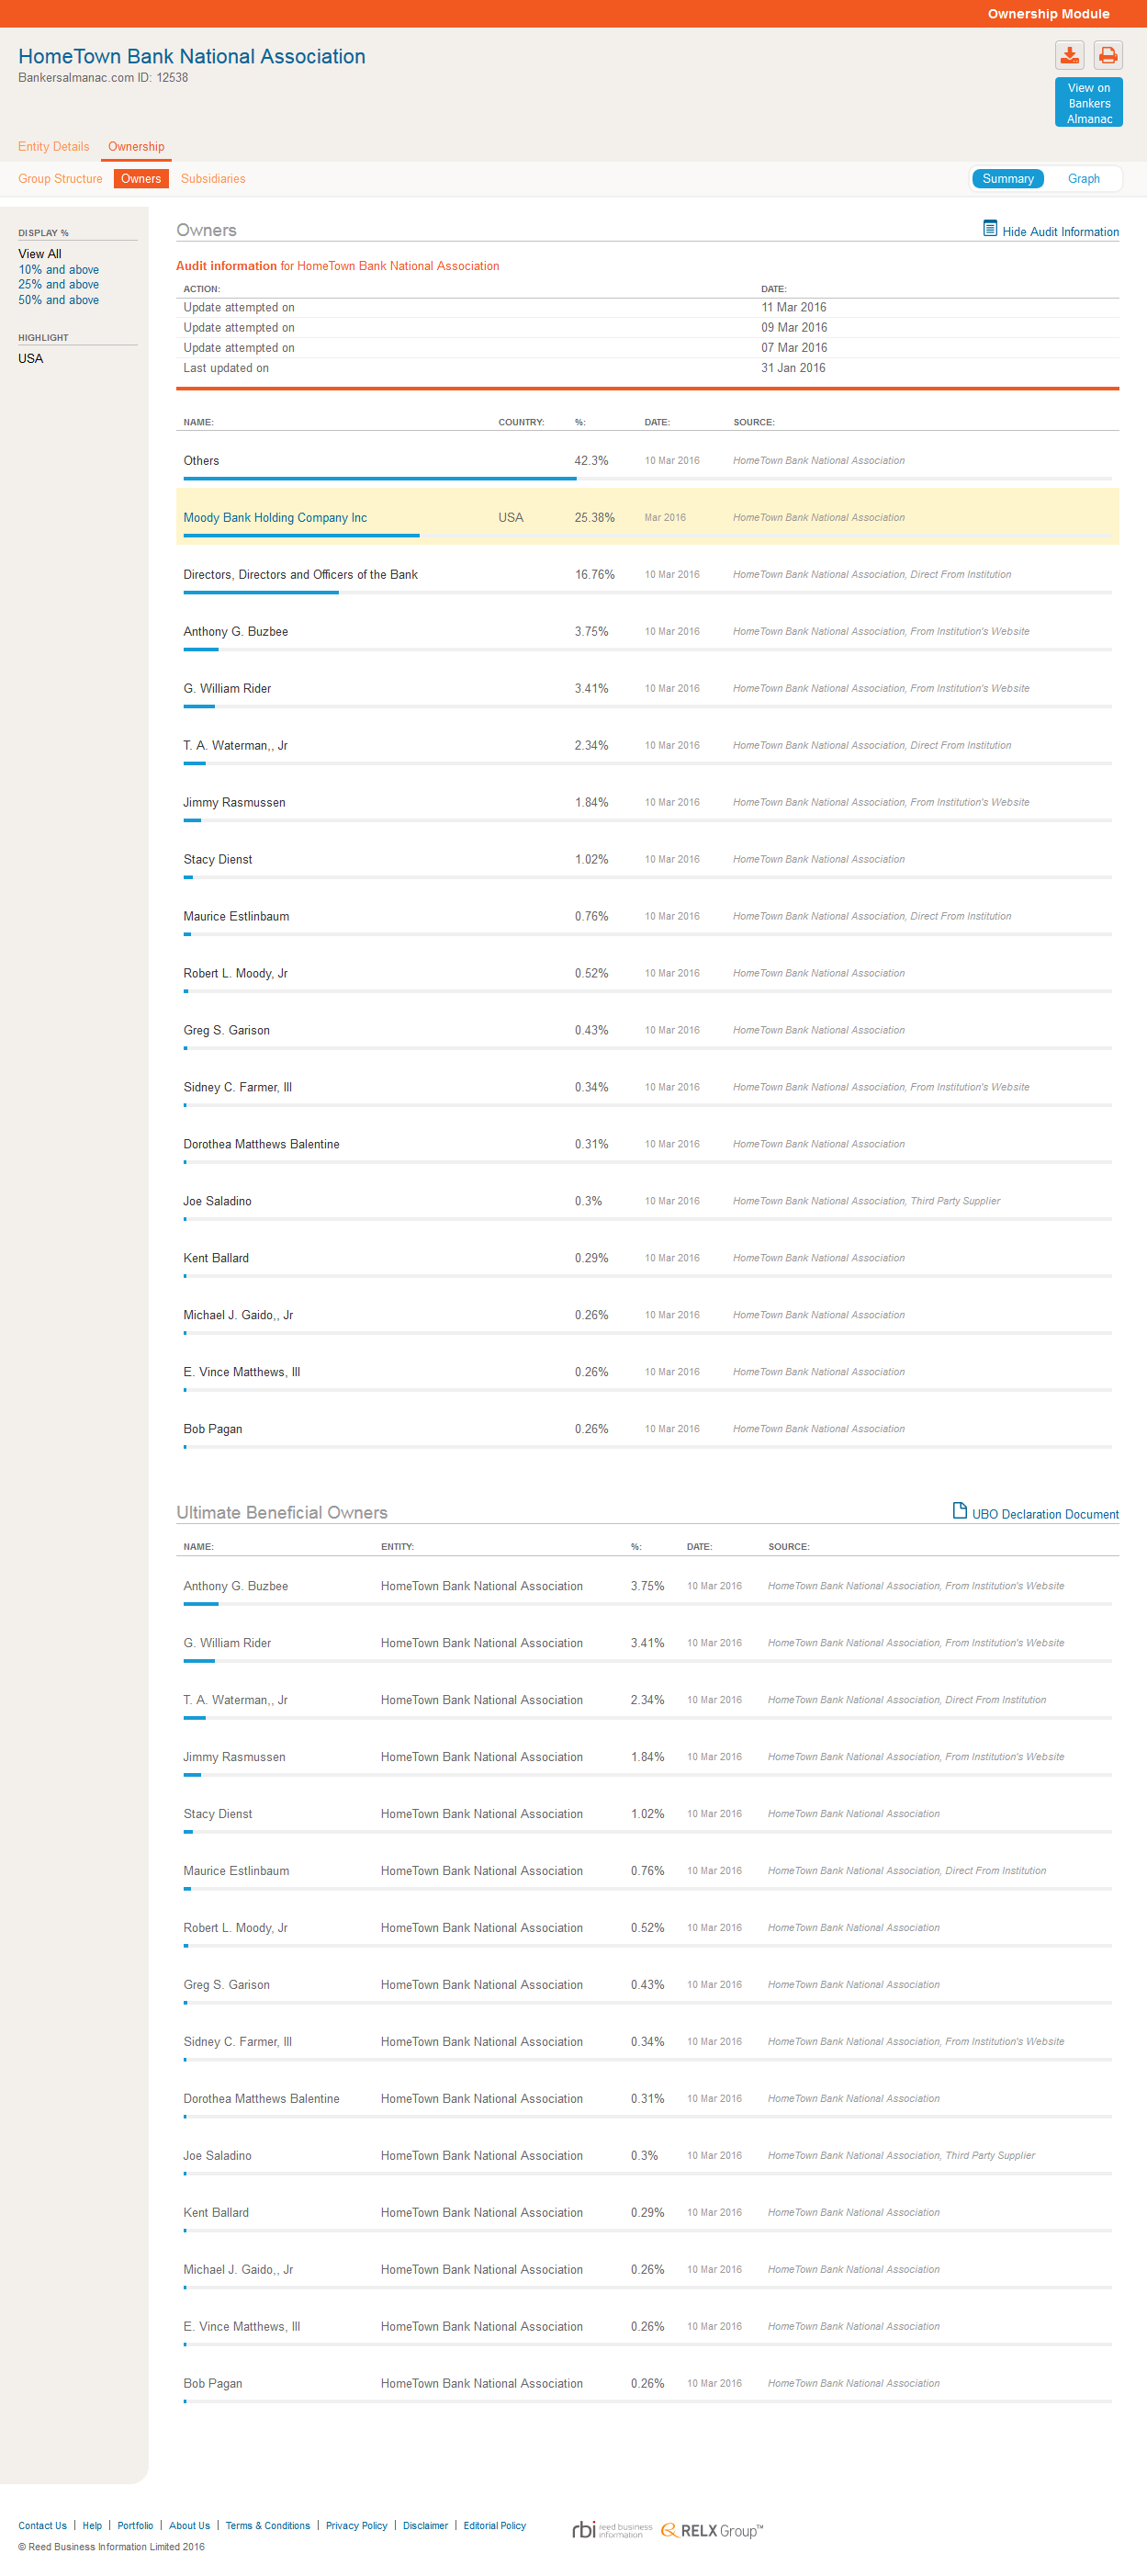 Ownership Module
HomeTown Bank National Association
Bankersalmanac.com ID: 12538
View on
Bankers
Almanac
Entity Details Ownership
Group Structure Owners Subsidiaries Summary Graph
DISPLAY %
View All
10% and above
25% and above
50% and above
HIGHLIGHT
USA
Owners Hide Audit Information
Audit information for HomeTown Bank National Association
ACTION: DATE:
Update attempted on 11 Mar 2016
Update attempted on 09 Mar 2016
Update attempted on 07 Mar 2016
Last updated on 31 Jan 2016
NAME: COUNTRY: %: DATE: SOURCE:
Others 42.3% 10 Mar 2016 HomeTown Bank National Association
Moody Bank Holding Company Inc USA 25.38% Mar 2016 HomeTown Bank National Association
Directors, Directors and Officers of the Bank 16.76% 10 Mar 2016 HomeTown Bank National Association, Direct From Institution
Anthony G. Buzbee 3.75% 10 Mar 2016 HomeTown Bank National Association, From Institution's Website
G. William Rider 3.41% 10 Mar 2016 HomeTown Bank National Association, From Institution's Website
T. A. Waterman,, Jr 2.34% 10 Mar 2016 HomeTown Bank National Association, Direct From Institution
Jimmy Rasmussen 1.84% 10 Mar 2016 HomeTown Bank National Association, From Institution's Website
Stacy Dienst 1.02% 10 Mar 2016 HomeTown Bank National Association
Maurice Estlinbaum 0.76% 10 Mar 2016 HomeTown Bank National Association, Direct From Institution
Robert L. Moody, Jr 0.52% 10 Mar 2016 HomeTown Bank National Association
Greg S. Garison 0.43% 10 Mar 2016 HomeTown Bank National Association
Sidney C. Farmer, III 0.34% 10 Mar 2016 HomeTown Bank National Association, From Institution's Website
Dorothea Matthews Balentine 0.31% 10 Mar 2016 HomeTown Bank National Association
Joe Saladino 0.3% 10 Mar 2016 HomeTown Bank National Association, Third Party Supplier
Kent Ballard 0.29% 10 Mar 2016 HomeTown Bank National Association
Michael J. Gaido,, Jr 0.26% 10 Mar 2016 HomeTown Bank National Association
E. Vince Matthews, III 0.26% 10 Mar 2016 HomeTown Bank National Association
Bob Pagan 0.26% 10 Mar 2016 HomeTown Bank National Association
Ultimate Beneficial Owners UBO Declaration Document
NAME: ENTITY: %: DATE: SOURCE:
Anthony G. Buzbee HomeTown Bank National Association 3.75% 10 Mar 2016 HomeTown Bank National Association, From Institution's Website
G. William Rider HomeTown Bank National Association 3.41% 10 Mar 2016 HomeTown Bank National Association, From Institution's Website
T. A. Waterman,, Jr HomeTown Bank National Association 2.34% 10 Mar 2016 HomeTown Bank National Association, Direct From Institution
Jimmy Rasmussen HomeTown Bank National Association 1.84% 10 Mar 2016 HomeTown Bank National Association, From Institution's Website
Stacy Dienst HomeTown Bank National Association 1.02% 10 Mar 2016 HomeTown Bank National Association
Maurice Estlinbaum HomeTown Bank National Association 0.76% 10 Mar 2016 HomeTown Bank National Association, Direct From Institution
Robert L. Moody, Jr HomeTown Bank National Association 0.52% 10 Mar 2016 HomeTown Bank National Association
Greg S. Garison HomeTown Bank National Association 0.43% 10 Mar 2016 HomeTown Bank National Association
Sidney C. Farmer, III HomeTown Bank National Association 0.34% 10 Mar 2016 HomeTown Bank National Association, From Institution's Website
Dorothea Matthews Balentine HomeTown Bank National Association 0.31% 10 Mar 2016 HomeTown Bank National Association
Joe Saladino HomeTown Bank National Association 0.3% 10 Mar 2016 HomeTown Bank National Association, Third Party Supplier
Kent Ballard HomeTown Bank National Association 0.29% 10 Mar 2016 HomeTown Bank National Association
Michael J. Gaido,, Jr HomeTown Bank National Association 0.26% 10 Mar 2016 HomeTown Bank National Association
E. Vince Matthews, III HomeTown Bank National Association 0.26% 10 Mar 2016 HomeTown Bank National Association
Bob Pagan HomeTown Bank National Association 0.26% 10 Mar 2016 HomeTown Bank National Association
Contact Us | Help | Portfolio | About Us | Terms & Conditions | Privacy Policy | Disclaimer | Editorial Policy
rbi reed business information RELX Group™
© Reed Business Information Limited 2016